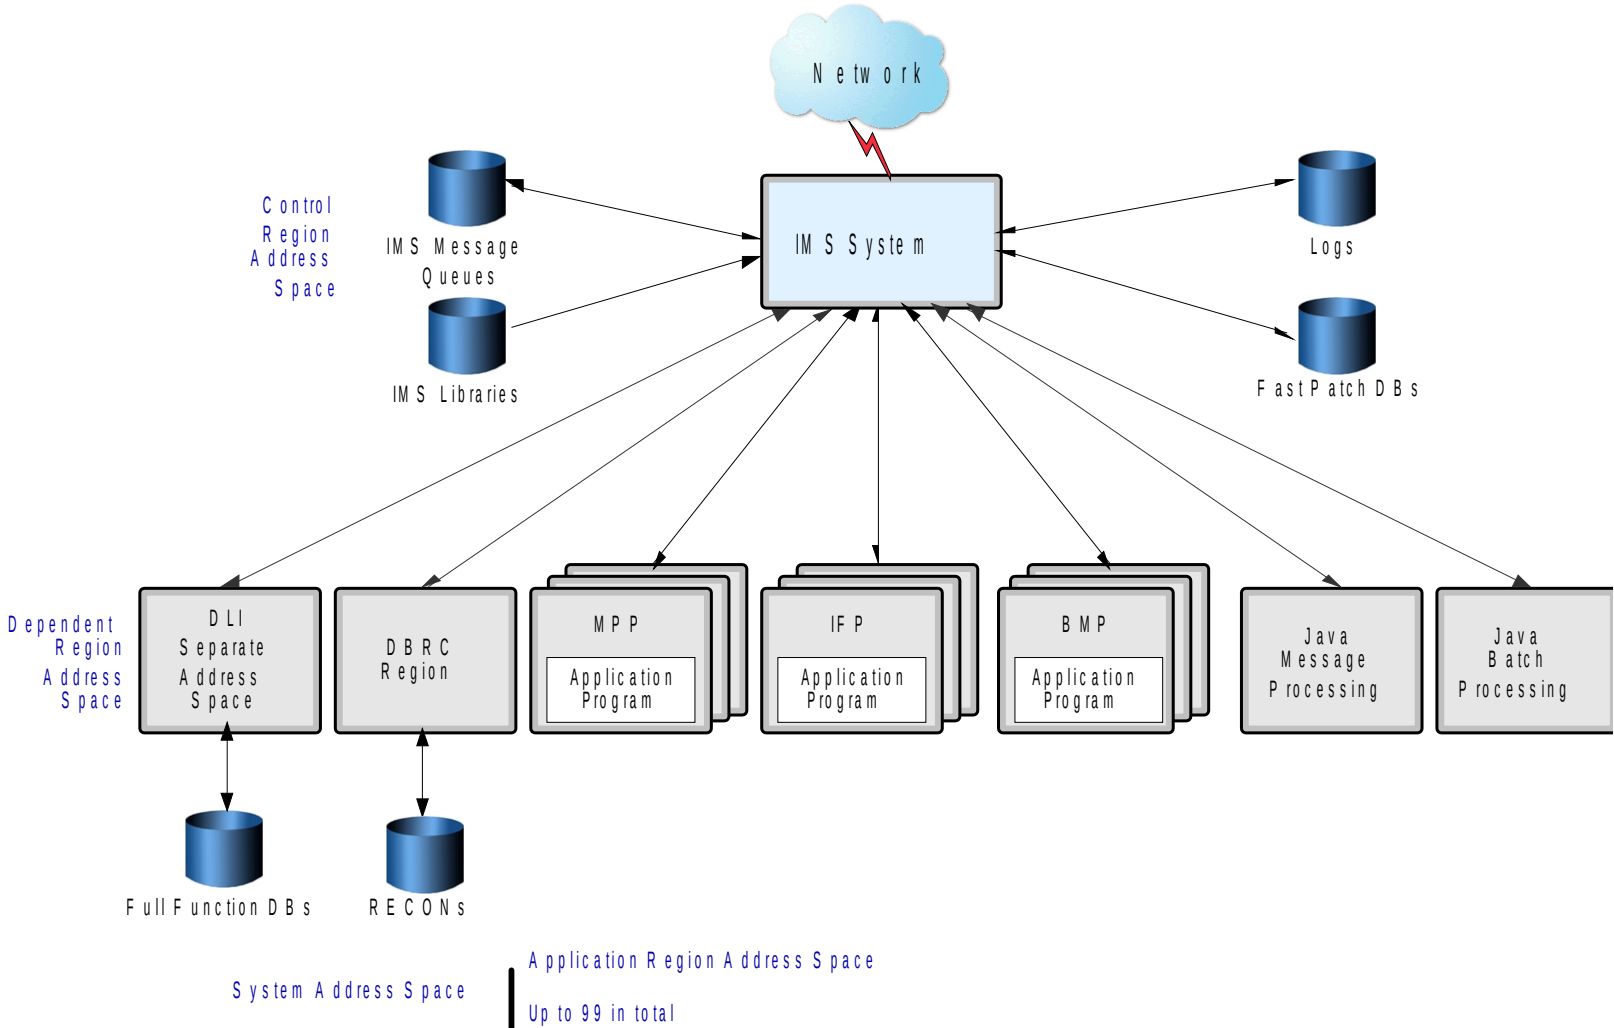 Network
Control
Region
Address
Space
IMS Message
Queues
IMS System
Logs
IMS Libraries
FastPatch DBs
Dependent
Region
Address
Space
DLI
Separate
Address
Space
DBRC
Region
MPP
Application
Program
IFP
Application
Program
BMP
Application
Program
Java
Message
Processing
Java
Batch
Processing
Full Function DBs
RECONs
System Address Space
Application Region Address Space
Up to 99 in total